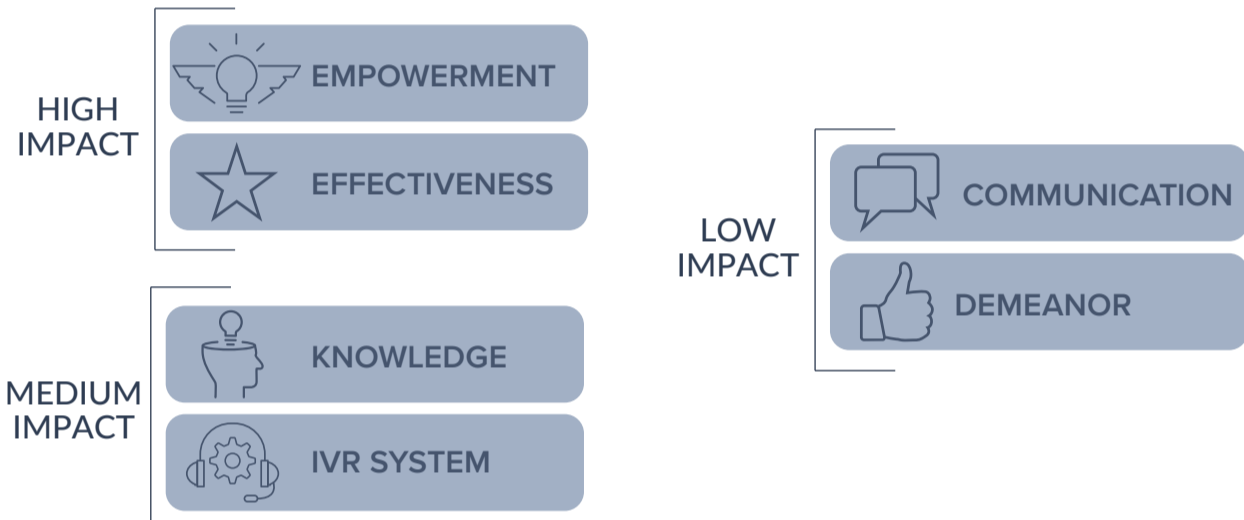 HIGH
IMPACT
EMPOWERMENT
EFFECTIVENESS
MEDIUM
IMPACT
KNOWLEDGE
IVR SYSTEM
LOW
IMPACT
COMMUNICATION
DEMEANOR